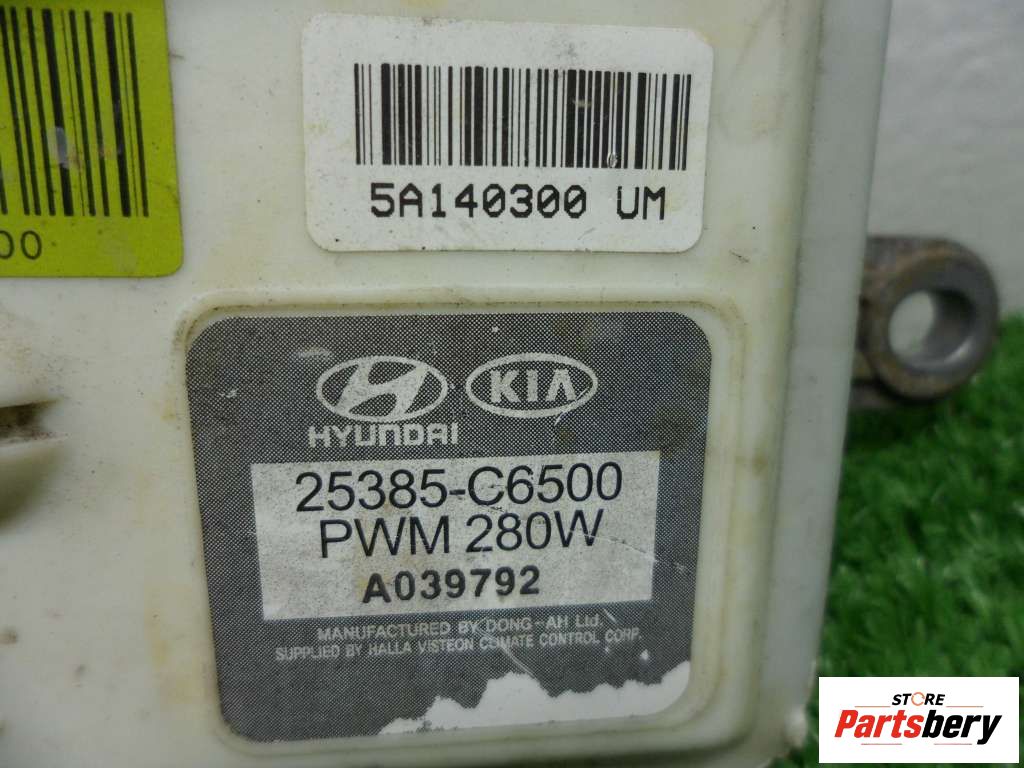 5A140300 UM
00
HYUNDAI
KIA
25385-C6500
PWM 280W
A039792
MANUFACTURED BY DONG-AH Ltd.
SUPPLIED BY HALLA VISTEON CLIMATE CONTROL CORP.
STORE
Partsbery